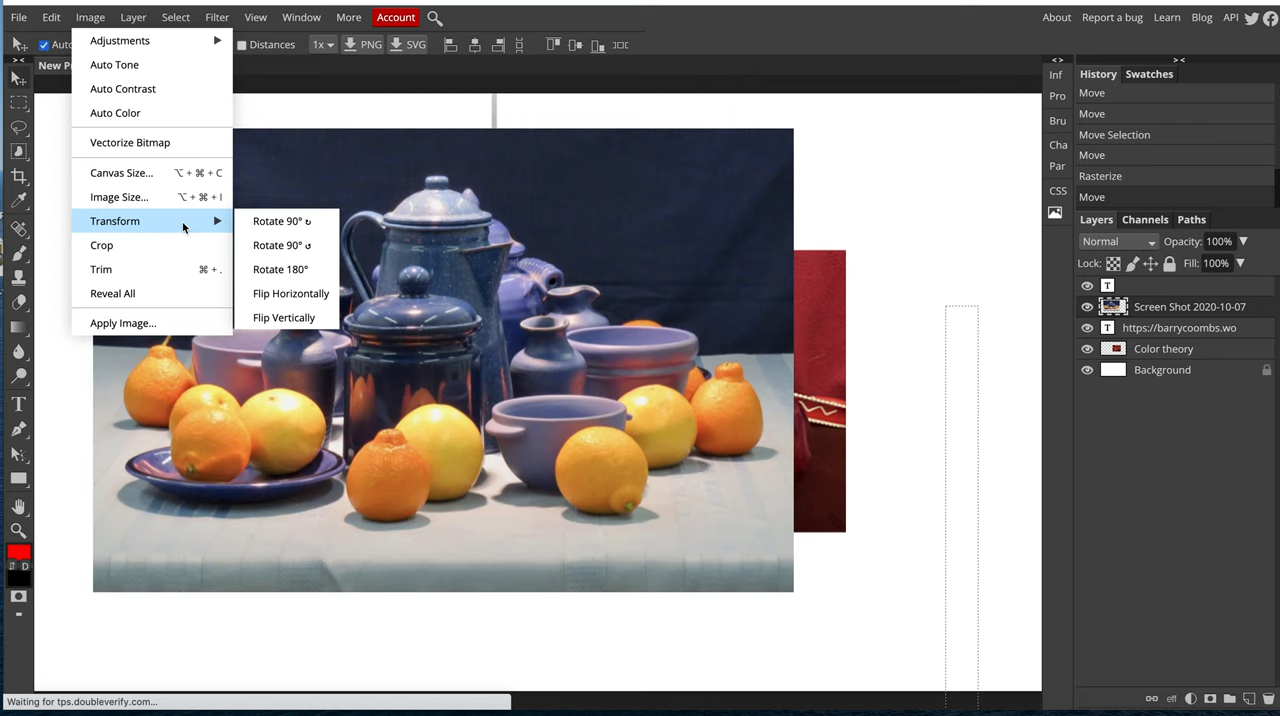 File Edit Image Layer Select Filter View Window More Account About Report a bug Learn Blog API
Distances 1x PNG SVG
Adjustments
Auto Tone
Auto Contrast
Auto Color
Vectorize Bitmap
Canvas Size... ⌥ + ⌘ + C
Image Size... ⌥ + ⌘ + I
Transform
Crop
Trim ⌘ + .
Reveal All
Apply Image...
Rotate 90° ↻
Rotate 90° ↺
Rotate 180°
Flip Horizontally
Flip Vertically
> <
New
< >
Inf
Pro
Bru
Cha
Par
CSS
> <
History Swatches
Move
Move
Move Selection
Move
Rasterize
Move
Layers Channels Paths
Normal Opacity: 100%
Lock: Fill: 100%
T
Screen Shot 2020-10-07
T https://barrycoombs.wo
Color theory
Background
T
D
eff
Waiting for tps.doubleverify.com...